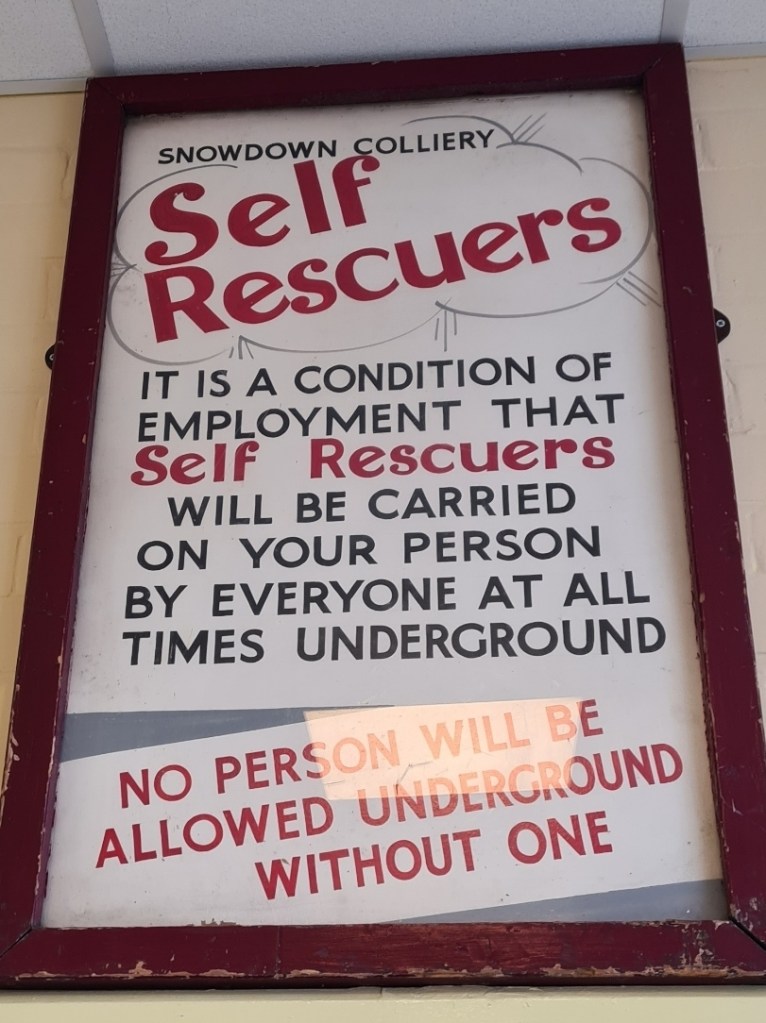 SNOWDOWN COLLIERY
Self
Rescuers
IT IS A CONDITION OF
EMPLOYMENT THAT
Self Rescuers
WILL BE CARRIED
ON YOUR PERSON
BY EVERYONE AT ALL
TIMES UNDERGROUND
NO PERSON WILL BE
ALLOWED UNDERGROUND
WITHOUT ONE